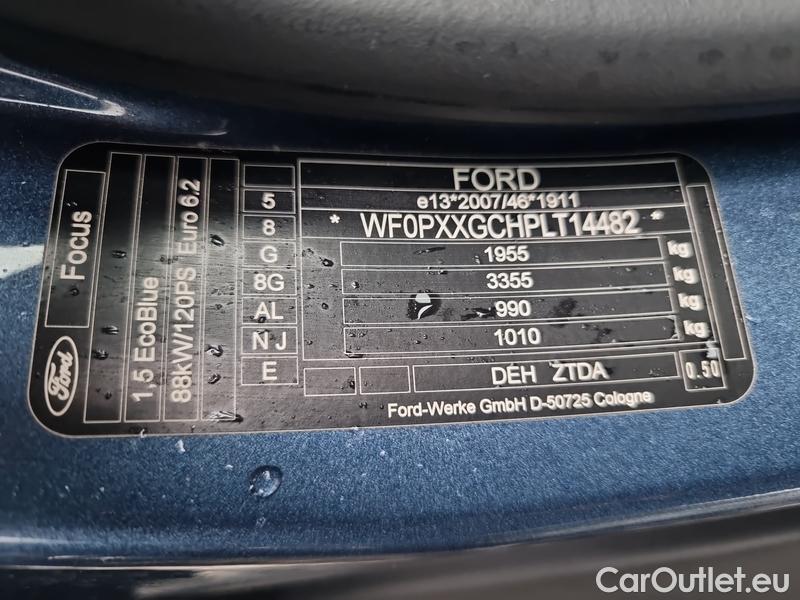 FORD
e13*2007/46*1911
* WF0PXXGCHPLT14482 *
1955 kg
3355 kg
990 kg
1010 kg
DEH ZTDA 0.50
Ford-Werke GmbH D-50725 Cologne
5
8
G
8G
AL
N J
E
Focus
Ford
1.5 EcoBlue
88kW/120PS Euro 6.2
CarOutlet.eu